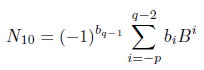 $N_{10} = (-1)^{b_{q-1}} \sum_{i=-p}^{q-2} b_i B^i$